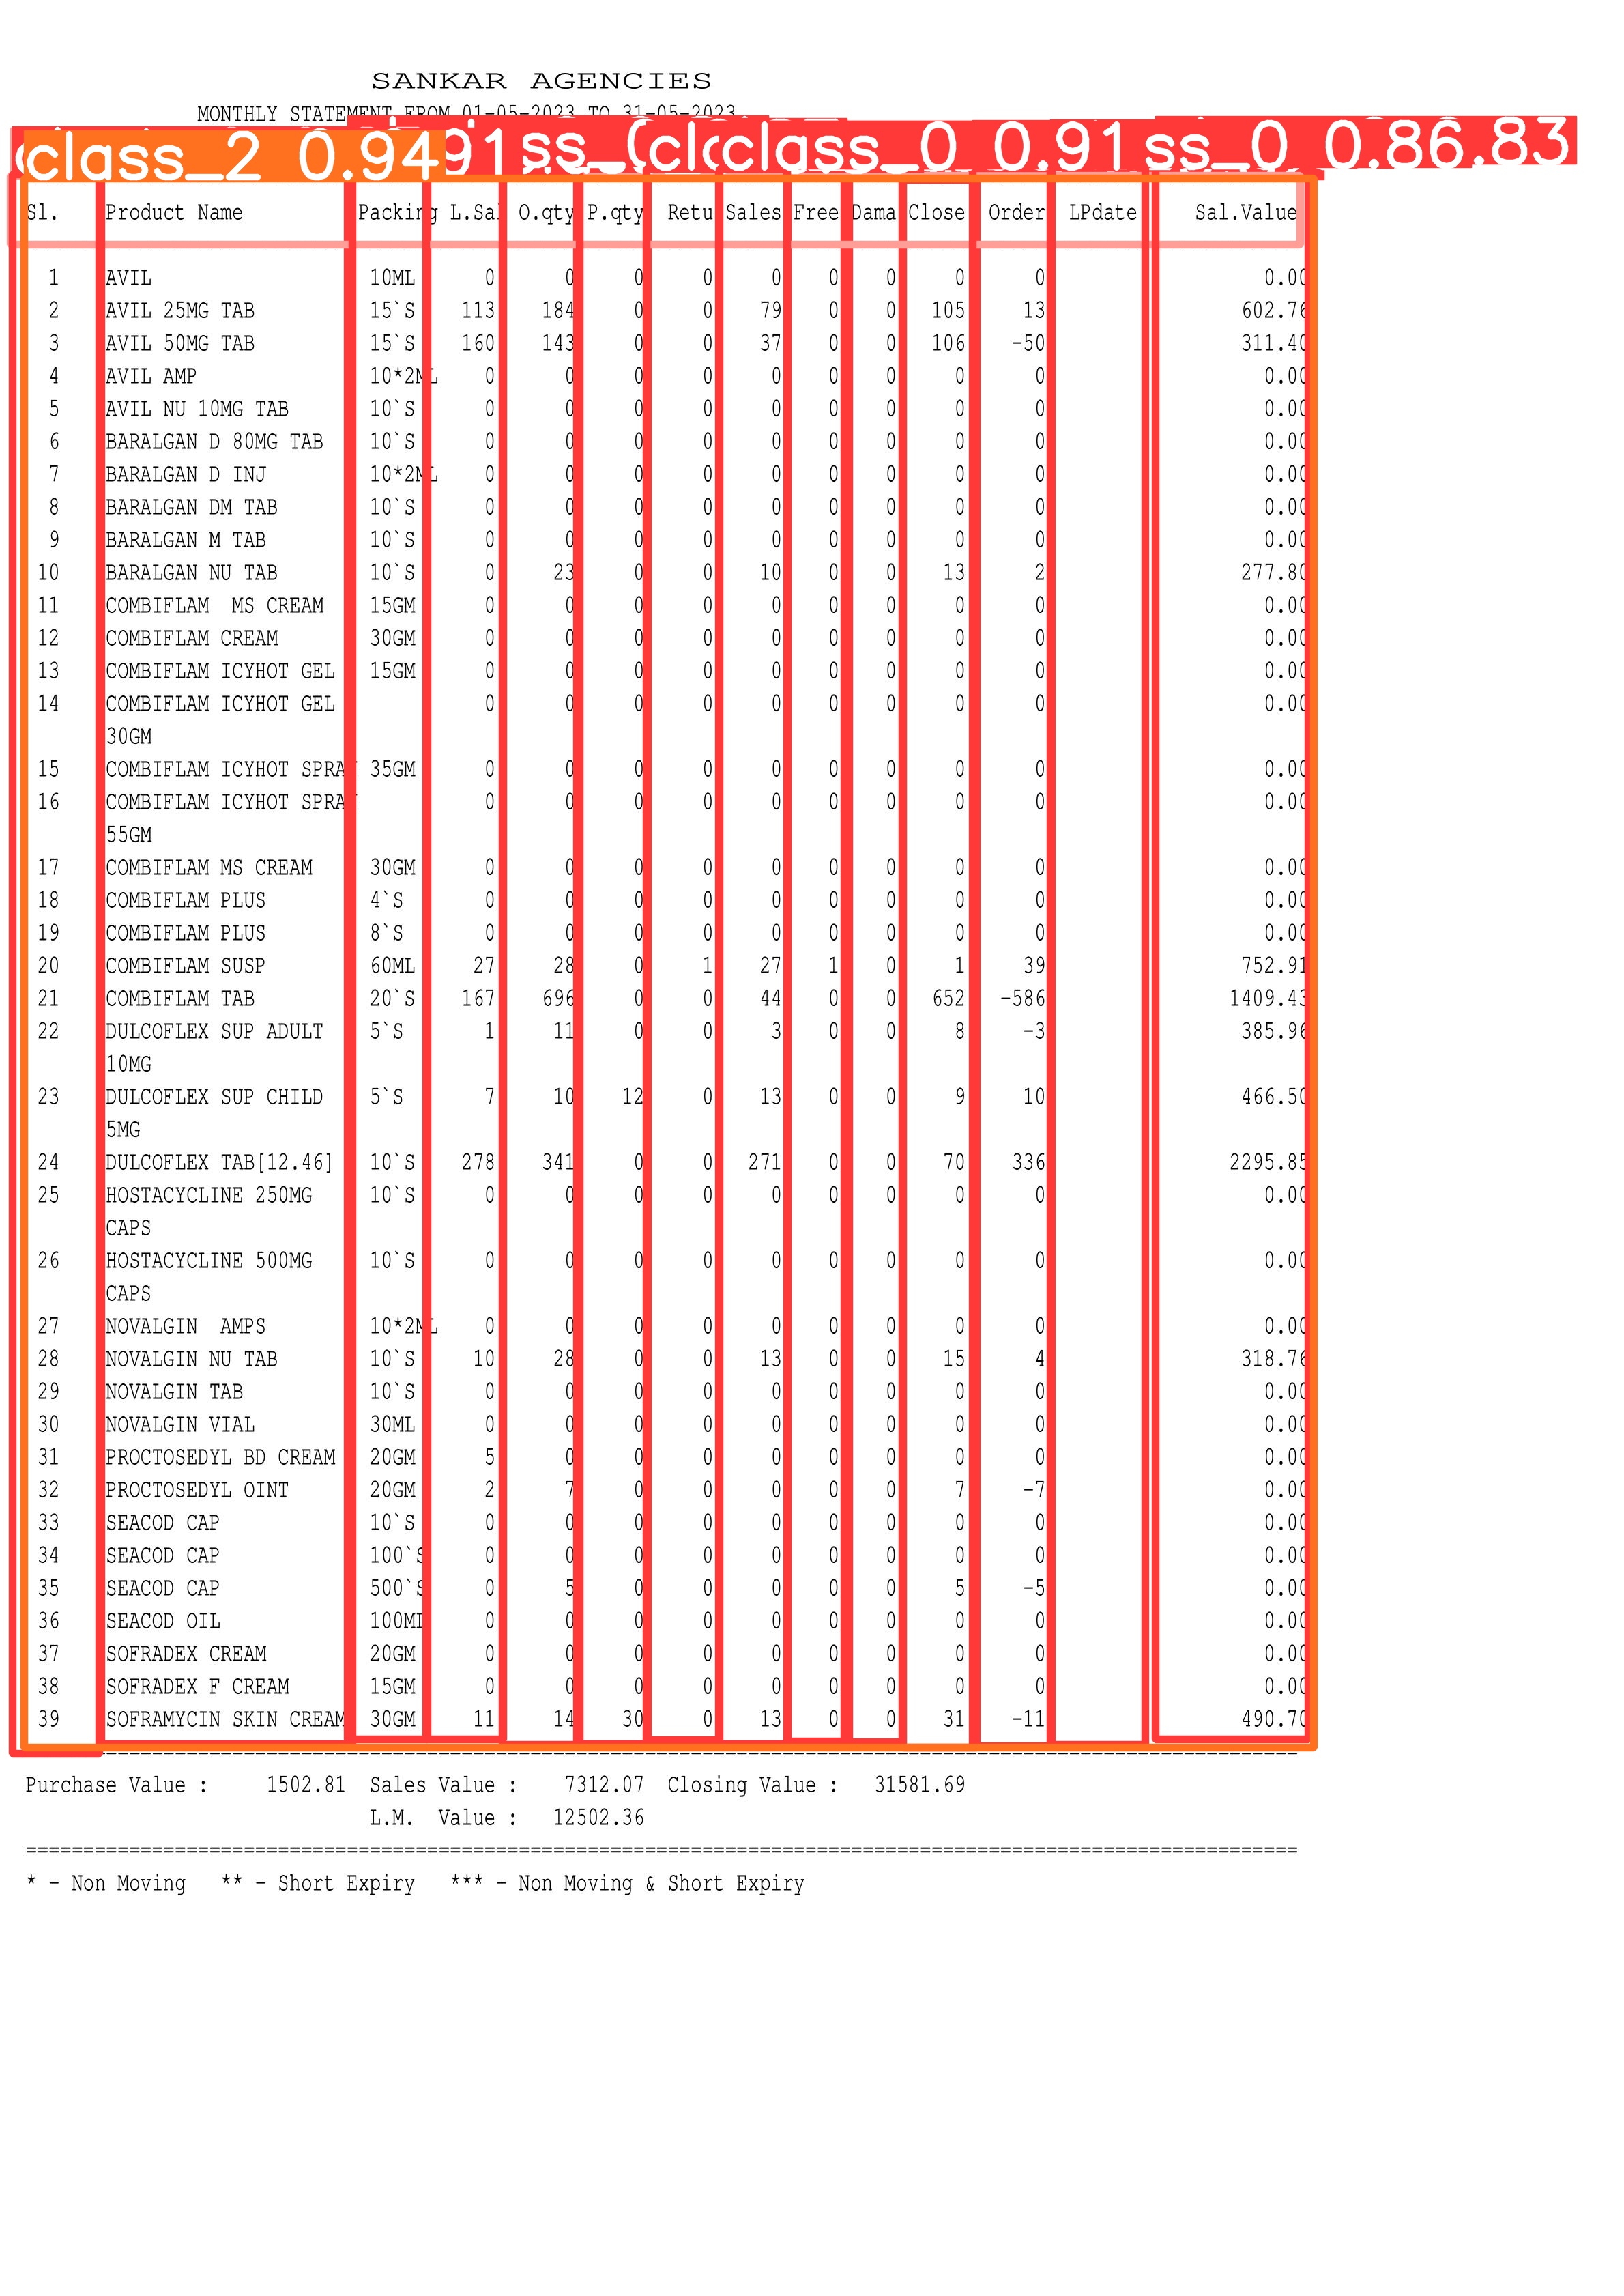 SANKAR AGENCIES
MONTHLY STATEMENT FROM 01-05-2023 TO 31-05-2023
class_2 0.94 91 class_0 0.91 ss_0 0.86 .83
Sl. Product Name Packing L.Sal O.qty P.qty Retu Sales Free Dama Close Order LPdate Sal.Value
1 AVIL 10ML 0 0 0 0 0 0 0 0 0 0.00
2 AVIL 25MG TAB 15`S 113 184 0 0 79 0 0 105 13 602.76
3 AVIL 50MG TAB 15`S 160 143 0 0 37 0 0 106 -50 311.40
4 AVIL AMP 10*2ML 0 0 0 0 0 0 0 0 0 0.00
5 AVIL NU 10MG TAB 10`S 0 0 0 0 0 0 0 0 0 0.00
6 BARALGAN D 80MG TAB 10`S 0 0 0 0 0 0 0 0 0 0.00
7 BARALGAN D INJ 10*2ML 0 0 0 0 0 0 0 0 0 0.00
8 BARALGAN DM TAB 10`S 0 0 0 0 0 0 0 0 0 0.00
9 BARALGAN M TAB 10`S 0 0 0 0 0 0 0 0 0 0.00
10 BARALGAN NU TAB 10`S 0 23 0 0 10 0 0 13 2 277.80
11 COMBIFLAM MS CREAM 15GM 0 0 0 0 0 0 0 0 0 0.00
12 COMBIFLAM CREAM 30GM 0 0 0 0 0 0 0 0 0 0.00
13 COMBIFLAM ICYHOT GEL 15GM 0 0 0 0 0 0 0 0 0 0.00
14 COMBIFLAM ICYHOT GEL 0 0 0 0 0 0 0 0 0 0.00
30GM
15 COMBIFLAM ICYHOT SPRAY 35GM 0 0 0 0 0 0 0 0 0 0.00
16 COMBIFLAM ICYHOT SPRAY 0 0 0 0 0 0 0 0 0 0.00
55GM
17 COMBIFLAM MS CREAM 30GM 0 0 0 0 0 0 0 0 0 0.00
18 COMBIFLAM PLUS 4`S 0 0 0 0 0 0 0 0 0 0.00
19 COMBIFLAM PLUS 8`S 0 0 0 0 0 0 0 0 0 0.00
20 COMBIFLAM SUSP 60ML 27 28 0 1 27 1 0 1 39 752.91
21 COMBIFLAM TAB 20`S 167 696 0 0 44 0 0 652 -586 1409.43
22 DULCOFLEX SUP ADULT 5`S 1 11 0 0 3 0 0 8 -3 385.96
10MG
23 DULCOFLEX SUP CHILD 5`S 7 10 12 0 13 0 0 9 10 466.50
5MG
24 DULCOFLEX TAB[12.46] 10`S 278 341 0 0 271 0 0 70 336 2295.85
25 HOSTACYCLINE 250MG 10`S 0 0 0 0 0 0 0 0 0 0.00
CAPS
26 HOSTACYCLINE 500MG 10`S 0 0 0 0 0 0 0 0 0 0.00
CAPS
27 NOVALGIN AMPS 10*2ML 0 0 0 0 0 0 0 0 0 0.00
28 NOVALGIN NU TAB 10`S 10 28 0 0 13 0 0 15 4 318.76
29 NOVALGIN TAB 10`S 0 0 0 0 0 0 0 0 0 0.00
30 NOVALGIN VIAL 30ML 0 0 0 0 0 0 0 0 0 0.00
31 PROCTOSEDYL BD CREAM 20GM 5 0 0 0 0 0 0 0 0 0.00
32 PROCTOSEDYL OINT 20GM 2 7 0 0 0 0 0 7 -7 0.00
33 SEACOD CAP 10`S 0 0 0 0 0 0 0 0 0 0.00
34 SEACOD CAP 100`S 0 0 0 0 0 0 0 0 0 0.00
35 SEACOD CAP 500`S 0 5 0 0 0 0 0 5 -5 0.00
36 SEACOD OIL 100ML 0 0 0 0 0 0 0 0 0 0.00
37 SOFRADEX CREAM 20GM 0 0 0 0 0 0 0 0 0 0.00
38 SOFRADEX F CREAM 15GM 0 0 0 0 0 0 0 0 0 0.00
39 SOFRAMYCIN SKIN CREAM 30GM 11 14 30 0 13 0 0 31 -11 490.70
Purchase Value : 1502.81 Sales Value : 7312.07 Closing Value : 31581.69
L.M. Value : 12502.36
* - Non Moving ** - Short Expiry *** - Non Moving & Short Expiry